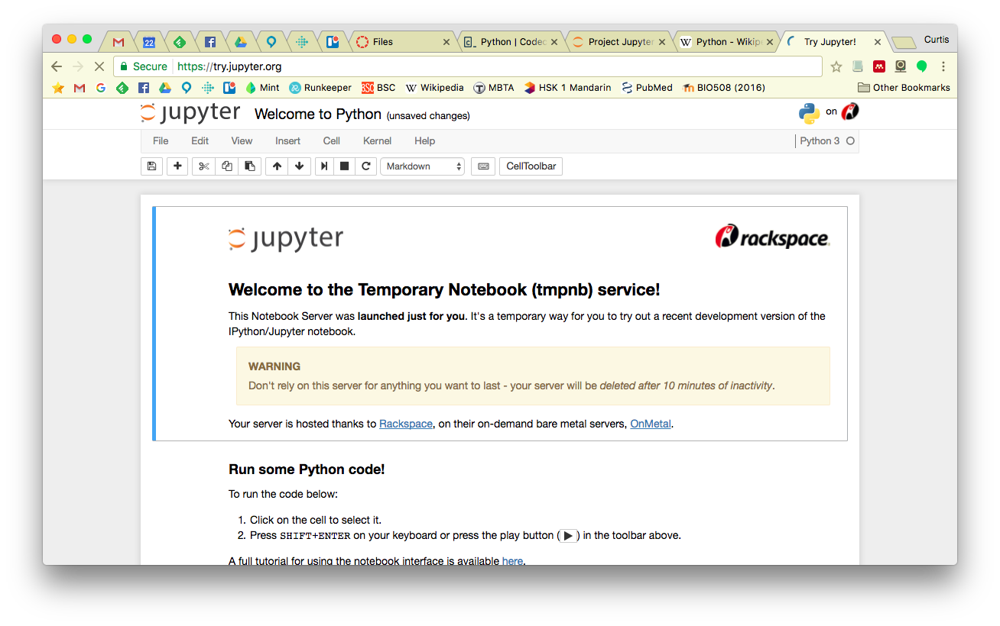 22
Files
Python | Codec
Project Jupyter
Python - Wikip
Try Jupyter!
Curtis
Secure
https://try.jupyter.org
Mint
Runkeeper
BSC BSC
Wikipedia
MBTA
HSK 1 Mandarin
PubMed
BIO508 (2016)
Other Bookmarks
jupyter Welcome to Python (unsaved changes)
on
File Edit View Insert Cell Kernel Help
Python 3
Markdown
CellToolbar
jupyter
rackspace.
Welcome to the Temporary Notebook (tmpnb) service!
This Notebook Server was launched just for you. It's a temporary way for you to try out a recent development version of the
IPython/Jupyter notebook.
WARNING
Don't rely on this server for anything you want to last - your server will be deleted after 10 minutes of inactivity.
Your server is hosted thanks to Rackspace, on their on-demand bare metal servers, OnMetal.
Run some Python code!
To run the code below:
1. Click on the cell to select it.
2. Press SHIFT+ENTER on your keyboard or press the play button ( ) in the toolbar above.
A full tutorial for using the notebook interface is available here.